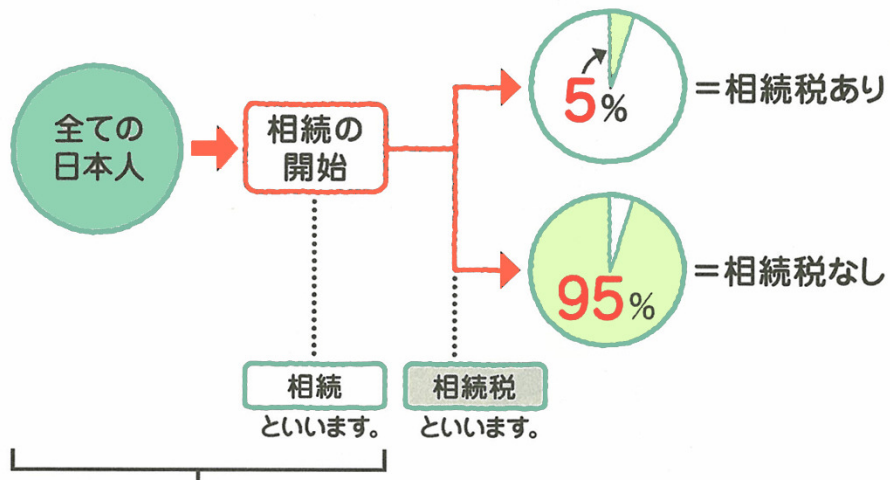 全ての
日本人
相続の
開始
5%
=相続税あり
95%
=相続税なし
相続
といいます。
相続税
といいます。